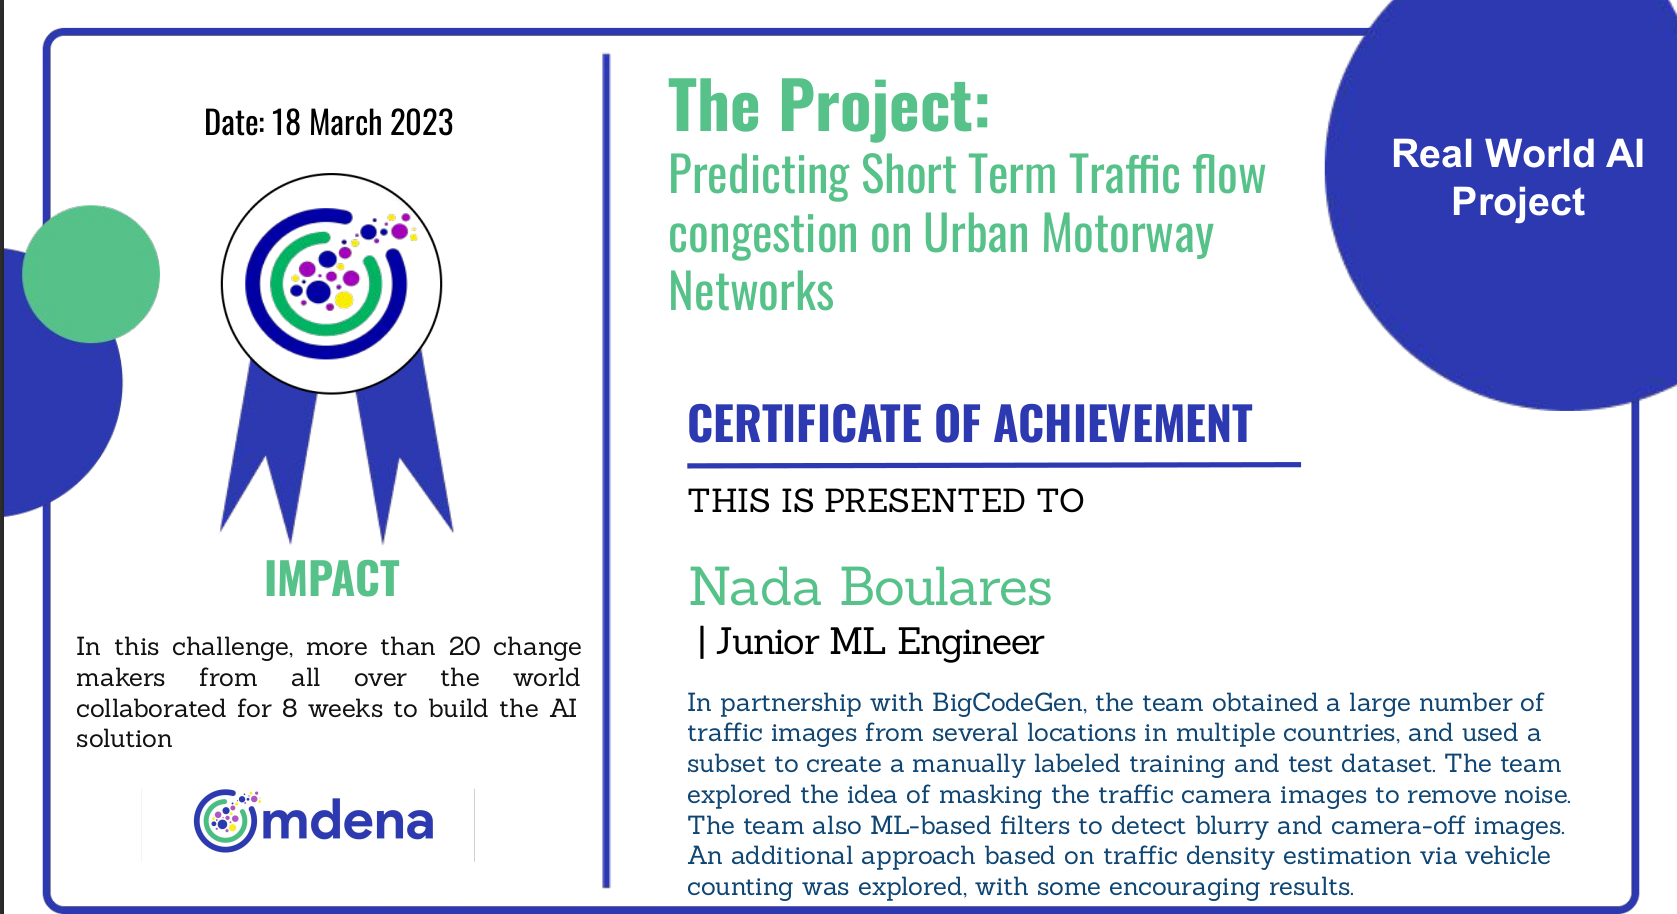 Date: 18 March 2023
IMPACT
In this challenge, more than 20 change
makers from all over the world
collaborated for 8 weeks to build the AI
solution
omdena
The Project:
Predicting Short Term Traffic flow
congestion on Urban Motorway
Networks
Real World AI
Project
CERTIFICATE OF ACHIEVEMENT
THIS IS PRESENTED TO
Nada Boulares
| Junior ML Engineer
In partnership with BigCodeGen, the team obtained a large number of
traffic images from several locations in multiple countries, and used a
subset to create a manually labeled training and test dataset. The team
explored the idea of masking the traffic camera images to remove noise.
The team also ML-based filters to detect blurry and camera-off images.
An additional approach based on traffic density estimation via vehicle
counting was explored, with some encouraging results.